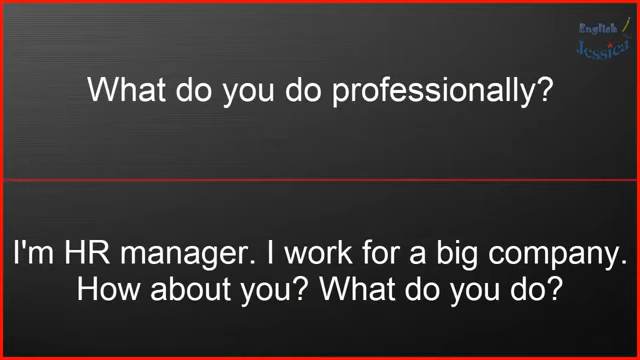 English
Jessica
What do you do professionally?
I'm HR manager. I work for a big company.
How about you? What do you do?